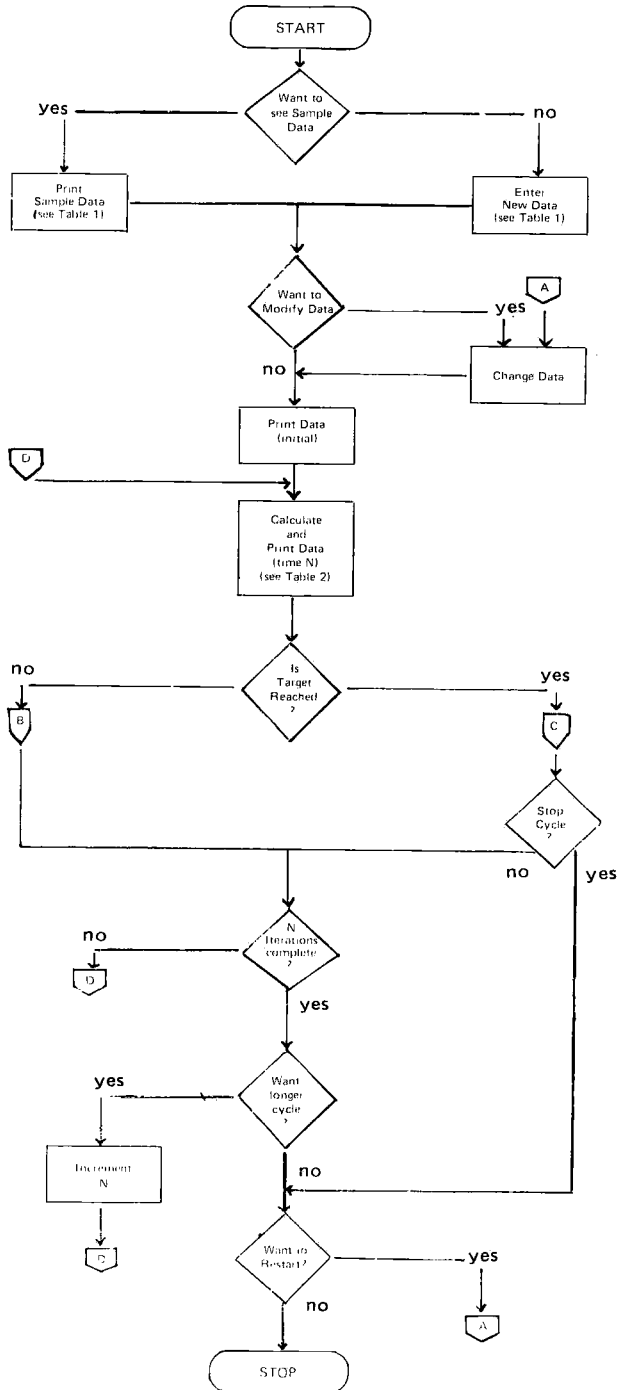 START
Want to
see Sample
Data
yes
no
Print
Sample Data
(see Table 1)
Enter
New Data
(see Table 1)
Want to
Modify Data
yes
A
no
Change Data
Print Data
(initial)
D
Calculate
and
Print Data
(time N)
(see Table 2)
Is
Target
Reached
?
no
yes
B
C
Stop
Cycle
?
no
yes
N
Iterations
complete
?
no
D
yes
Want
longer
cycle
?
yes
Increment
N
no
D
Want to
Restart?
yes
no
A
STOP